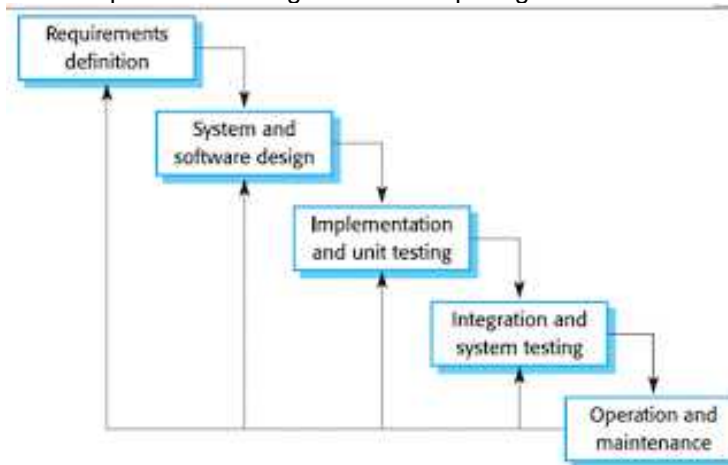 Requirements
definition
System and
software design
Implementation
and unit testing
Integration and
system testing
Operation and
maintenance